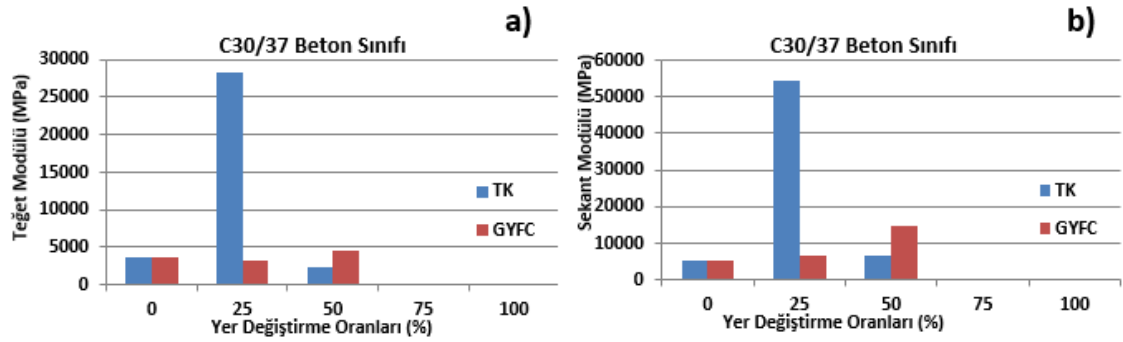 a)
C30/37 Beton Sınıfı
Teğet Modülü (MPa)
30000
25000
20000
15000
10000
5000
0
TK
GYFC
0 25 50 75 100
Yer Değiştirme Oranları (%)
b)
C30/37 Beton Sınıfı
Sekant Modülü (MPa)
60000
50000
40000
30000
20000
10000
0
TK
GYFC
0 25 50 75 100
Yer Değiştirme Oranları (%)